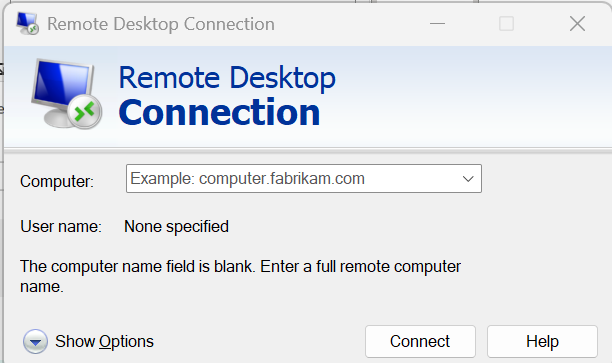 Remote Desktop Connection
Remote Desktop
Connection
Computer:
Example: computer.fabrikam.com
User name:
None specified
The computer name field is blank. Enter a full remote computer
name.
Show Options
Connect
Help